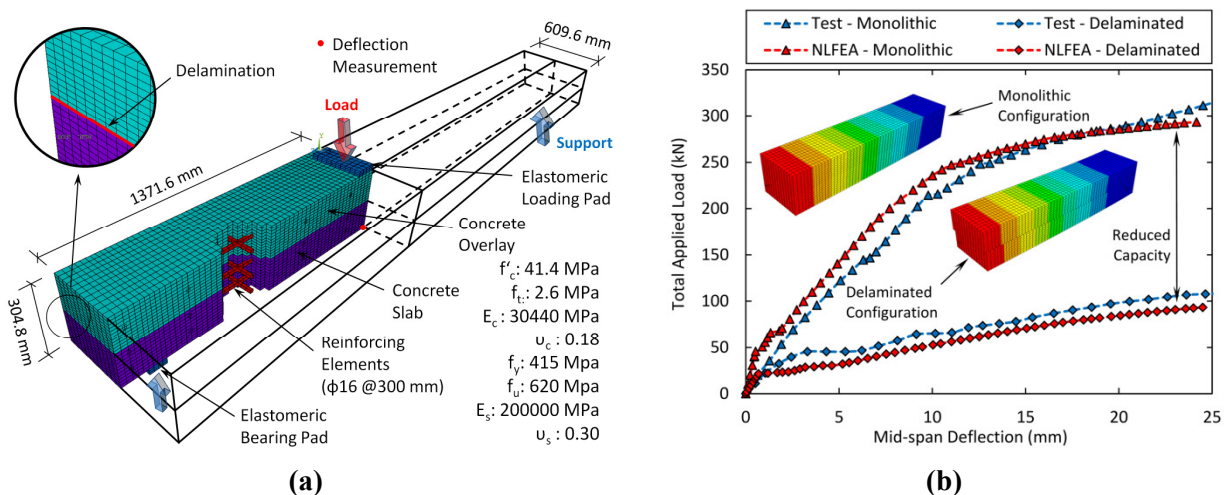 Delamination
Deflection
Measurement
609.6 mm
Load
Support
1371.6 mm
Elastomeric
Loading Pad
Concrete
Overlay
304.8 mm
Concrete
Slab
Reinforcing
Elements
(ϕ16 @300 mm)
Elastomeric
Bearing Pad
f'c: 41.4 MPa
ft: 2.6 MPa
Ec: 30440 MPa
υc : 0.18
fy: 415 Mpa
fu: 620 Mpa
Es: 200000 MPa
υs : 0.30
(a)
Test - Monolithic
Test - Delaminated
NLFEA - Monolithic
NLFEA - Delaminated
Total Applied Load (kN)
350
300
250
200
150
100
50
0
Monolithic
Configuration
Reduced
Capacity
Delaminated
Configuration
0 5 10 15 20 25
Mid-span Deflection (mm)
(b)